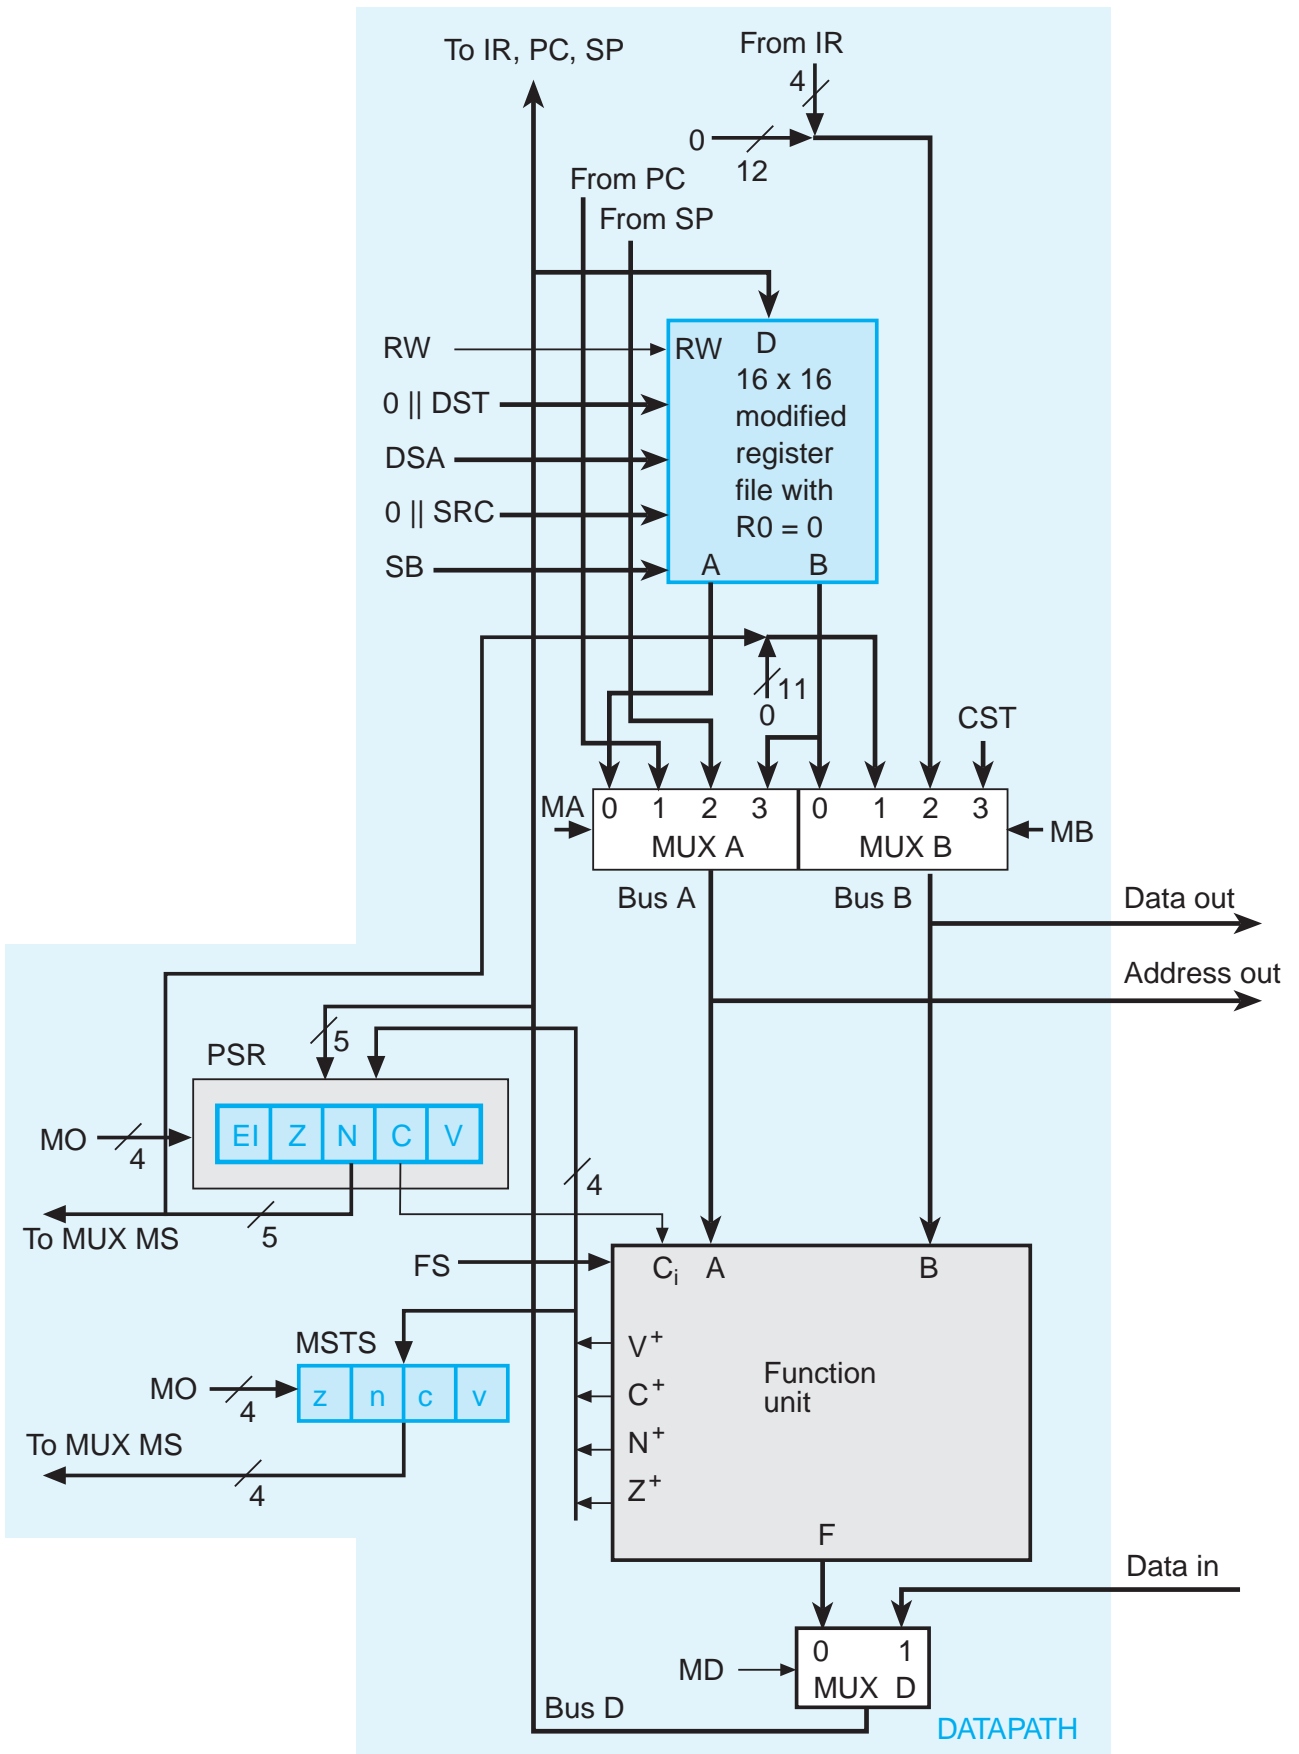 To IR, PC, SP
From IR
4
0
12
From PC
From SP
RW
RW
D
16 x 16
modified
register
file with
R0 = 0
0 || DST
DSA
0 || SRC
SB
A
B
11
0
CST
MA
0 1 2 3
MUX A
0 1 2 3
MUX B
MB
Bus A
Bus B
Data out
Address out
5
PSR
EI Z N C V
MO
4
4
To MUX MS
5
FS
Ci A
B
MSTS
z n c v
MO
4
To MUX MS
4
V+
C+
N+
Z+
Function
unit
F
Data in
0 1
MUX D
MD
Bus D
DATAPATH